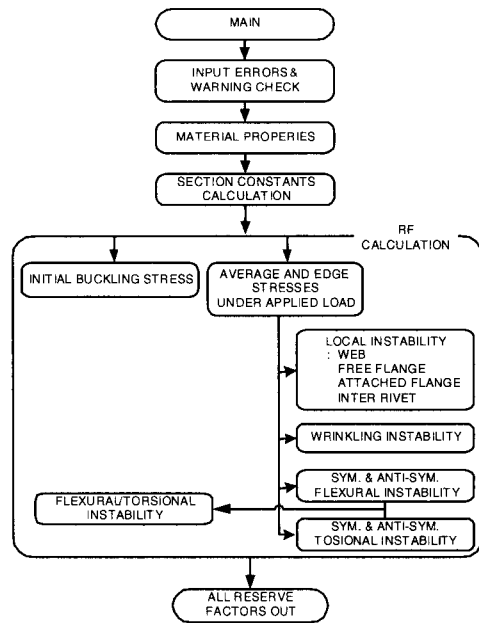 MAIN
INPUT ERRORS &
WARNING CHECK
MATERIAL PROPERIES
SECTION CONSTANTS
CALCULATION
RF
CALCULATION
INITIAL BUCKLING STRESS
AVERAGE AND EDGE
STRESSES
UNDER APPLIED LOAD
LOCAL INSTABILITY
: WEB
FREE FLANGE
ATTACHED FLANGE
INTER RIVET
WRINKLING INSTABILITY
SYM. & ANTI-SYM.
FLEXURAL INSTABILITY
FLEXURAL/TORSIONAL
INSTABILITY
SYM. & ANTI-SYM.
TOSIONAL INSTABILITY
ALL RESERVE
FACTORS OUT